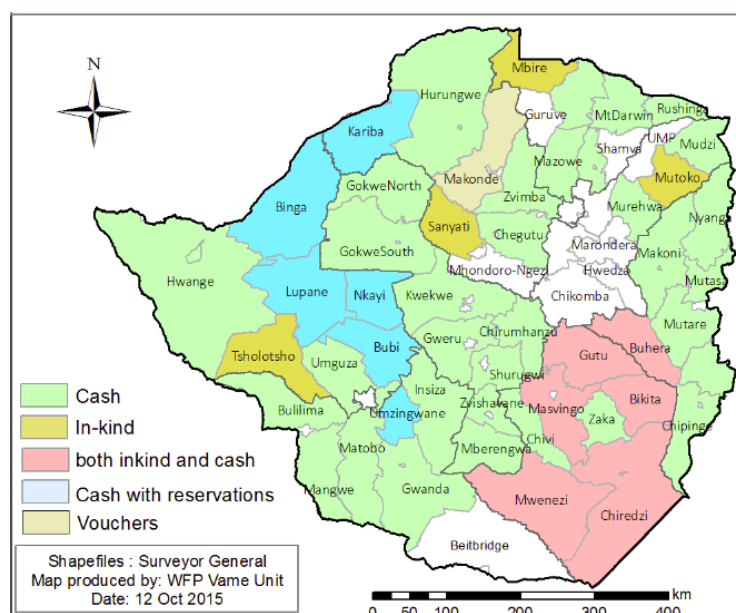 N
Mbire
Hurungwe
Guruve
MtDarwin
Rushinga
Kariba
UMP
Shamva
Mudzi
Mazowe
Makonde
Mutoko
GokweNorth
Zvimba
Binga
Murehwa
Nyang
Sanyati
Chegutu
Marondera
Makoni
GokweSouth
Mhondoro-Ngezi
Hwedza
Hwange
Mutasa
Lupane
Nkayi
Kwekwe
Chikomba
Chirumhanzu
Mutare
Gweru
Bubi
Tsholotsho
Umguza
Gutu
Buhera
Shurugwi
Insiza
Zvishavane
Masvingo
Bikita
Bulilima
Umzingwane
Zaka
Chipinge
Matobo
Mberengwa
Chivi
Mangwe
Gwanda
Mwenezi
Chiredzi
Beitbridge
Cash
In-kind
both inkind and cash
Cash with reservations
Vouchers
Shapefiles : Surveyor General
Map produced by: WFP Vame Unit
Date: 12 Oct 2015
km
0 50 100 200 300 400